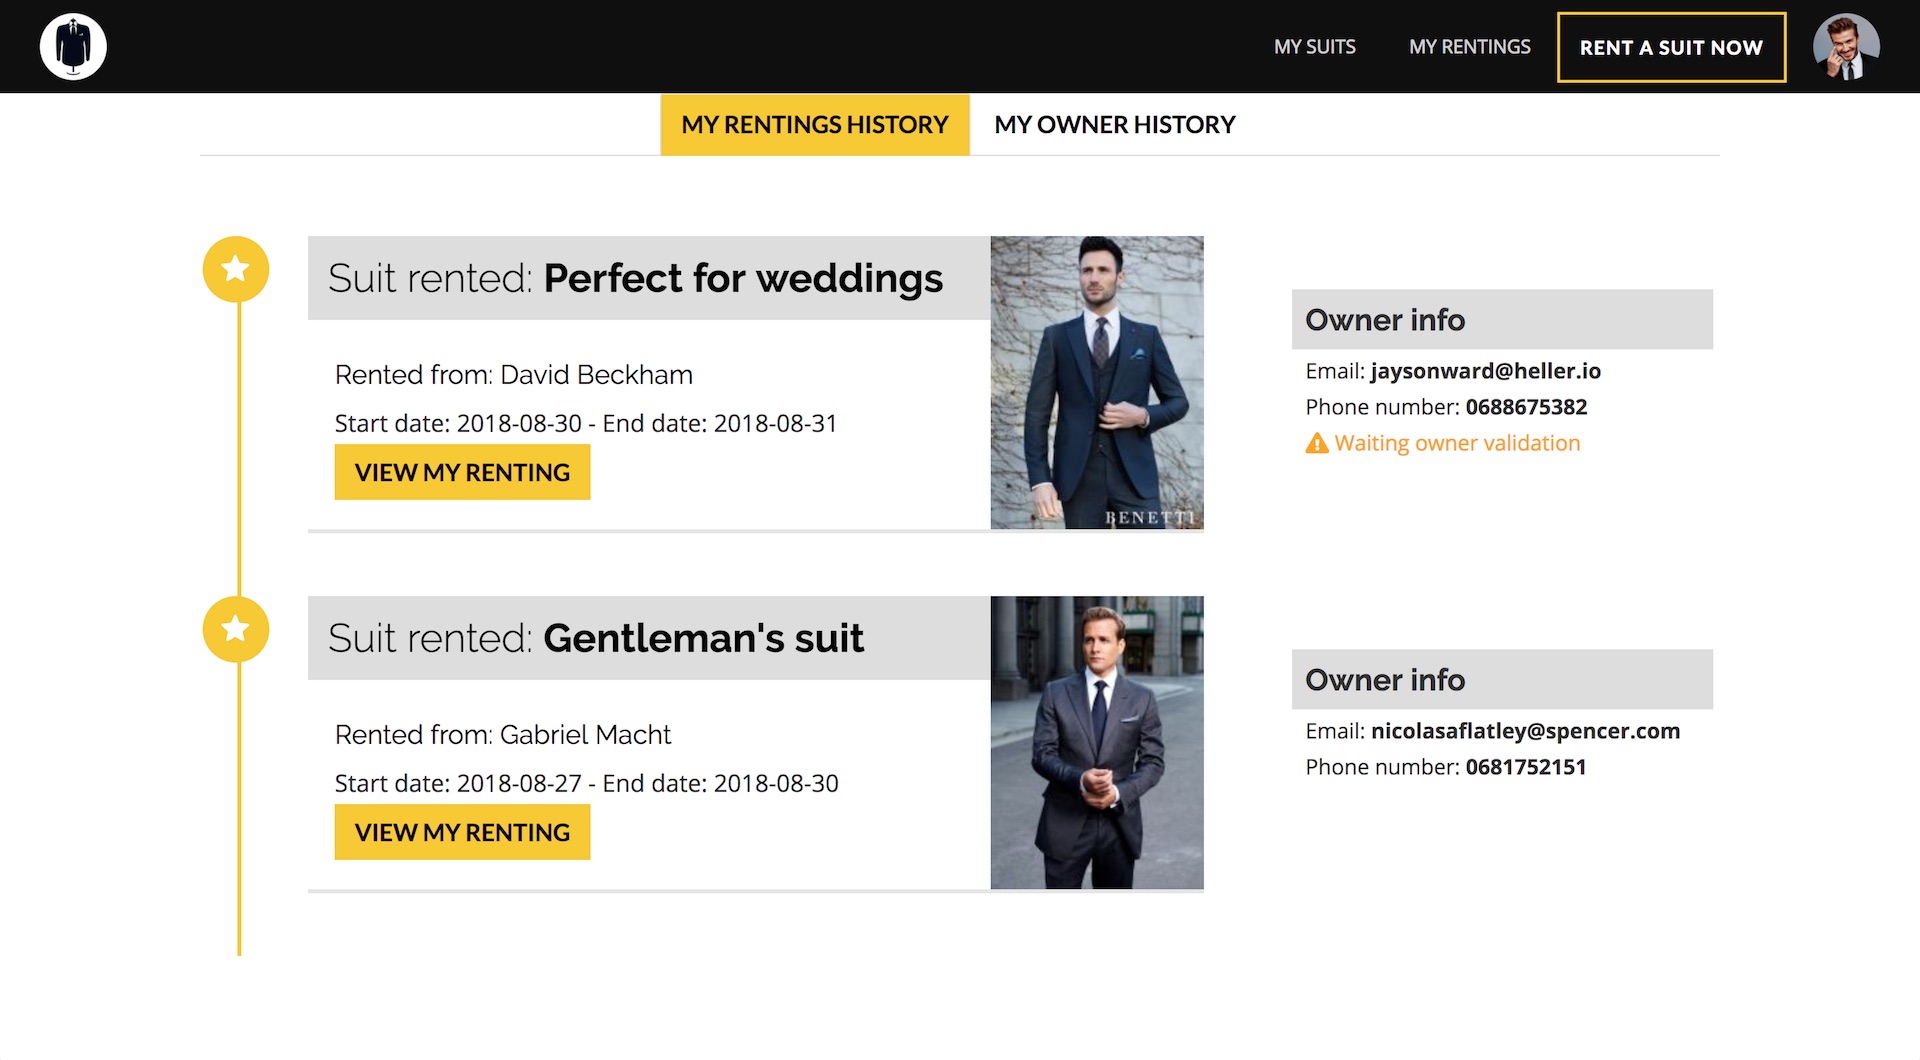 MY SUITS
MY RENTINGS
RENT A SUIT NOW
MY RENTINGS HISTORY
MY OWNER HISTORY
Suit rented: Perfect for weddings
Rented from: David Beckham
Start date: 2018-08-30 - End date: 2018-08-31
VIEW MY RENTING
BENETTI
Owner info
Email: jaysonward@heller.io
Phone number: 0688675382
Waiting owner validation
Suit rented: Gentleman's suit
Rented from: Gabriel Macht
Start date: 2018-08-27 - End date: 2018-08-30
VIEW MY RENTING
Owner info
Email: nicolasaflatley@spencer.com
Phone number: 0681752151